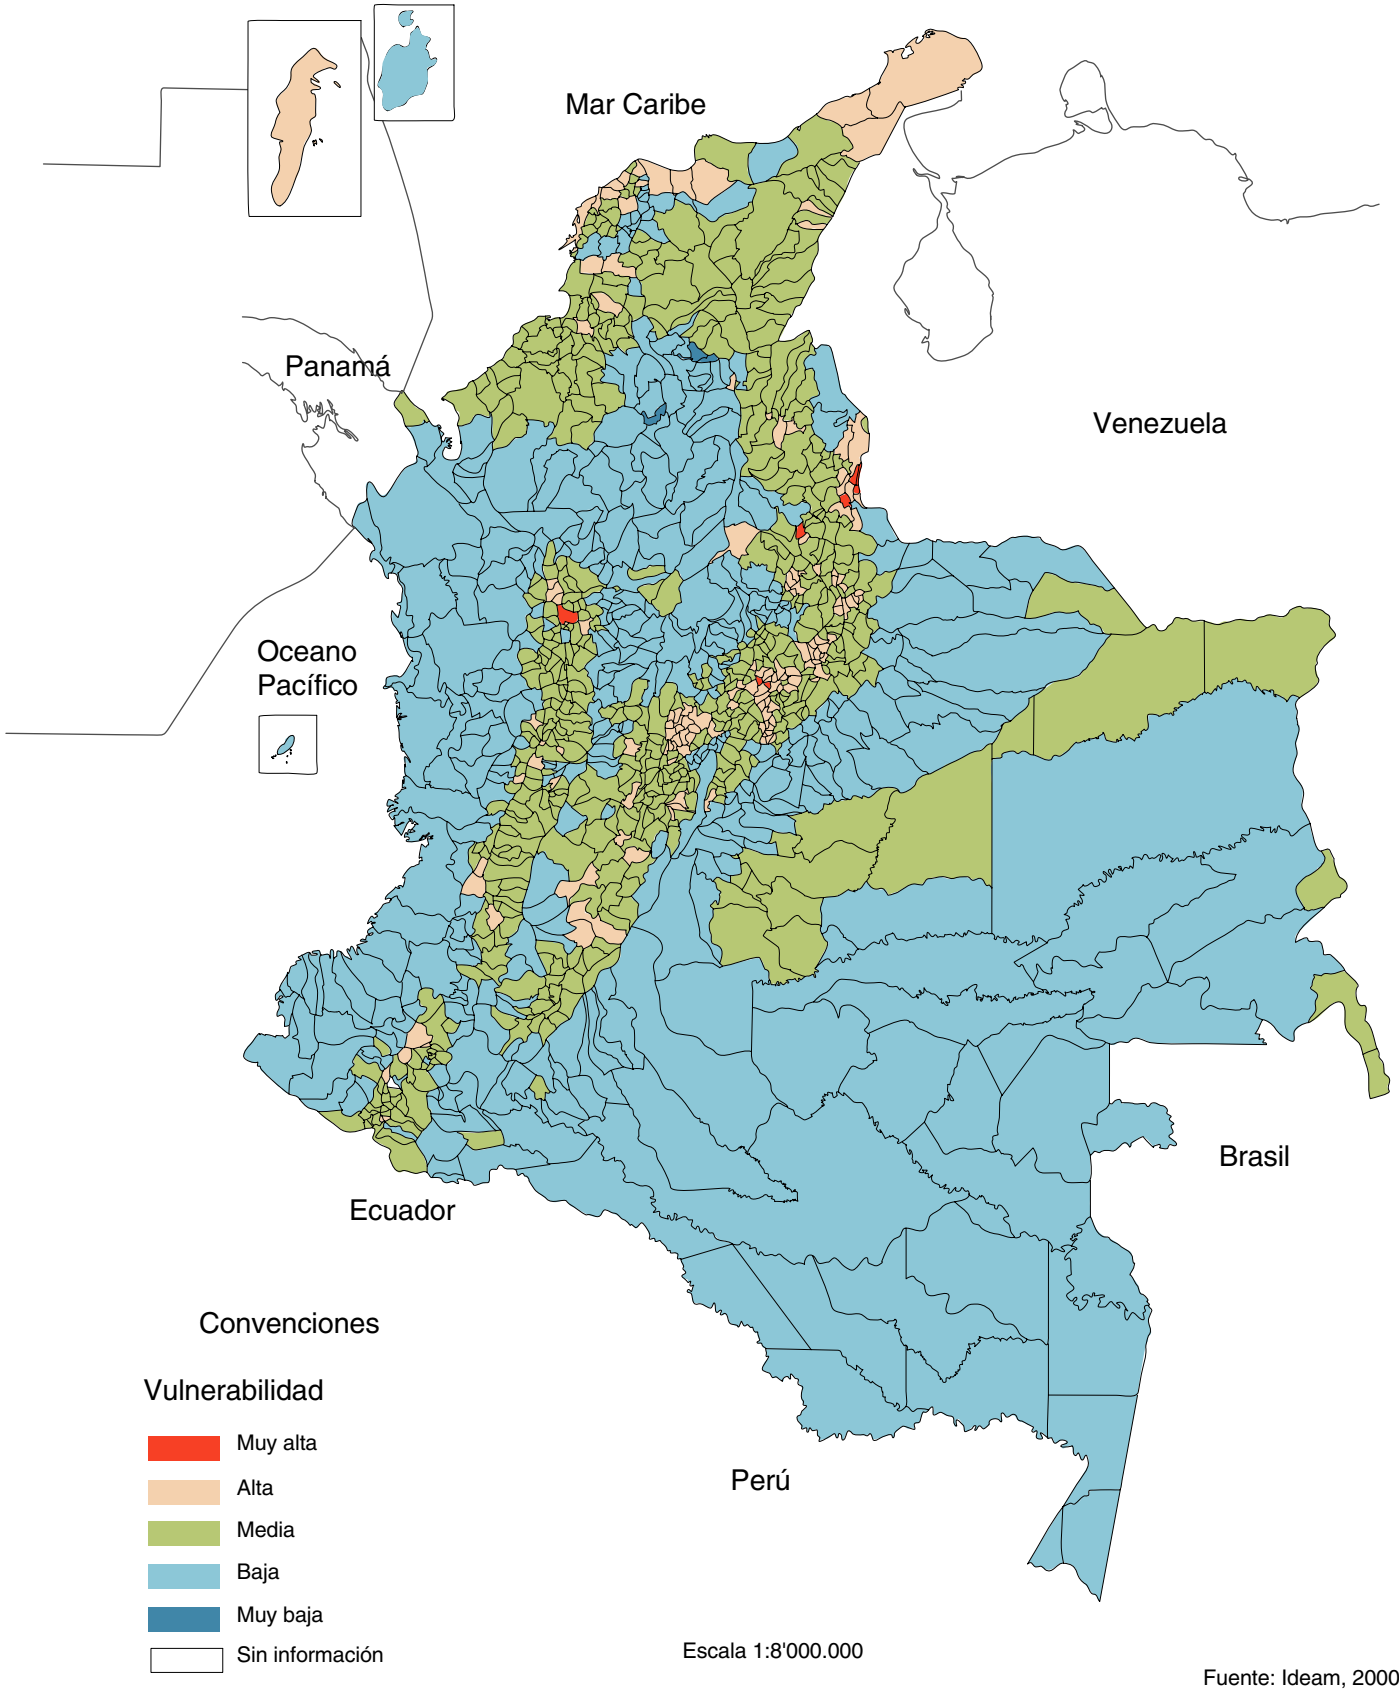 Mar Caribe
Panamá
Venezuela
Oceano
Pacífico
Brasil
Ecuador
Convenciones
Vulnerabilidad
Perú
Muy alta
Alta
Media
Baja
Muy baja
Sin información
Escala 1:8'000.000
Fuente: Ideam, 2000